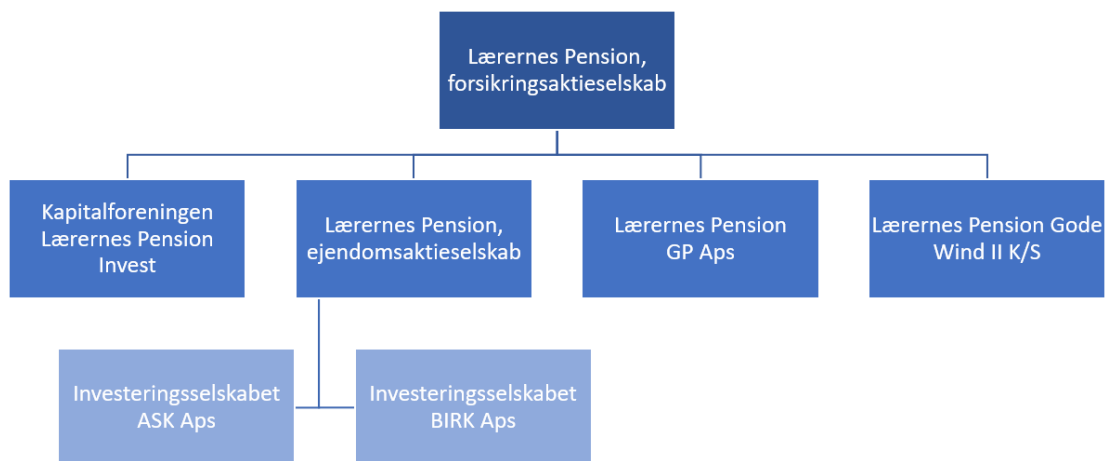 Lærernes Pension,
forsikringsaktieselskab
Kapitalforeningen
Lærernes Pension
Invest
Lærernes Pension,
ejendomsaktieselskab
Lærernes Pension
GP Aps
Lærernes Pension Gode
Wind II K/S
Investeringsselskabet
ASK Aps
Investeringsselskabet
BIRK Aps